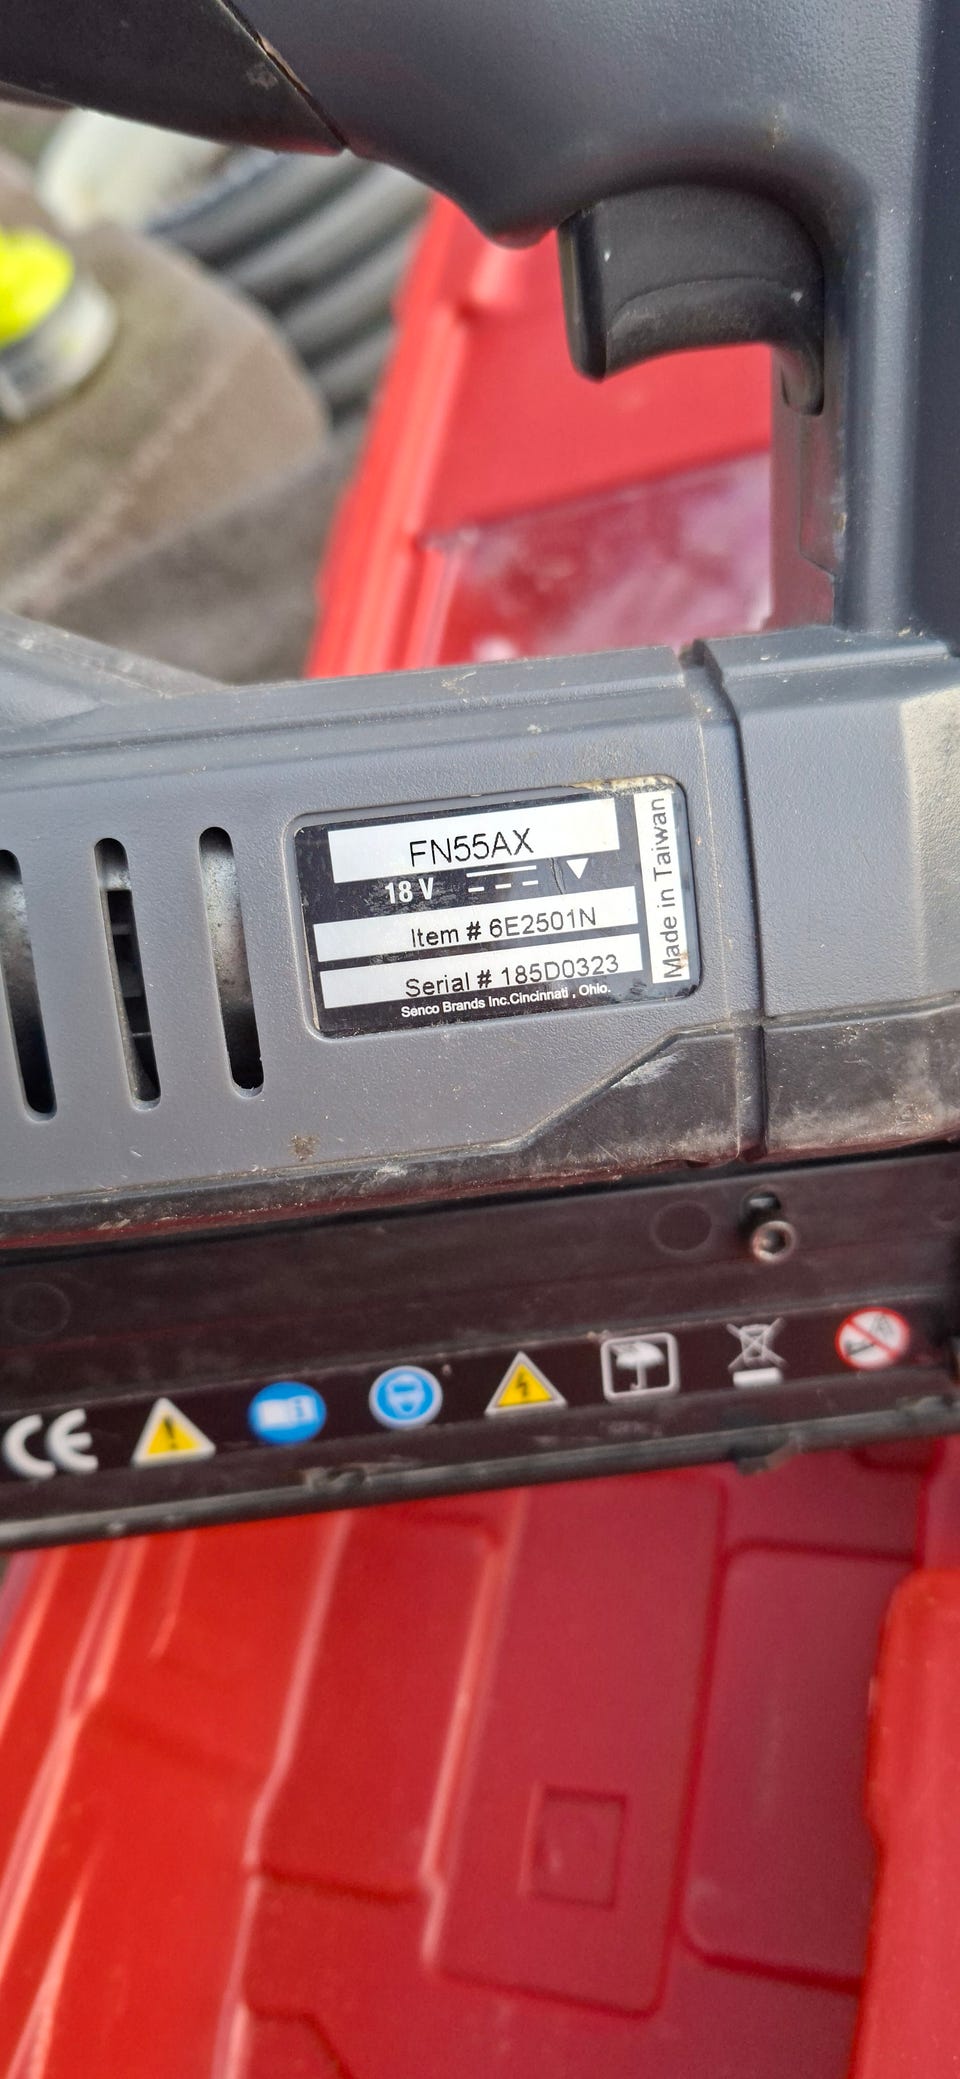 FN55AX
18 V
Item # 6E2501N
Serial # 185D0323
Senco Brands Inc.Cincinnati , Ohio.
Made in Taiwan
CE